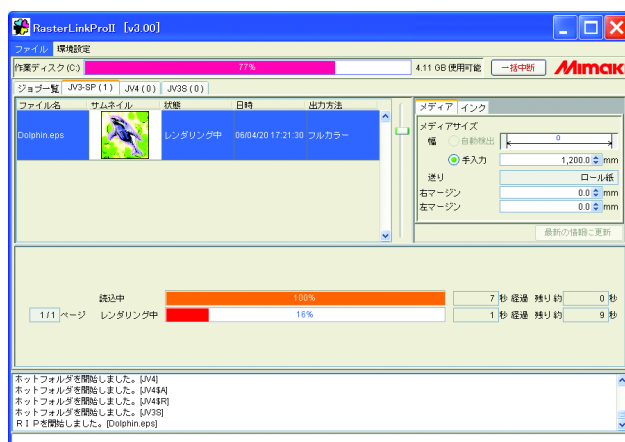 RasterLinkProII [v3.00]
ファイル 環境設定
作業ディスク(C:) 77% 4.11 GB 使用可能 一括中断 Mimaki
ジョブ一覧 JV3-SP(1) JV4(0) JV3S(0)
ファイル名 サムネイル 状態 日時 出力方法
Dolphin.eps レンダリング中 06/04/20 17:21:30 フルカラー
メディア インク
メディアサイズ
幅 自動検出 0
手入力 1,200.0 mm
送り ロール紙
右マージン 0.0 mm
左マージン 0.0 mm
最新の情報に更新
読込中 100% 7 秒 経過 残り約 0 秒
1/1 ページ レンダリング中 16% 1 秒 経過 残り約 9 秒
ホットフォルダを開始しました。[JV4]
ホットフォルダを開始しました。[JV4$A]
ホットフォルダを開始しました。[JV4$R]
ホットフォルダを開始しました。[JV3S]
ＲＩＰを開始しました。[Dolphin.eps]